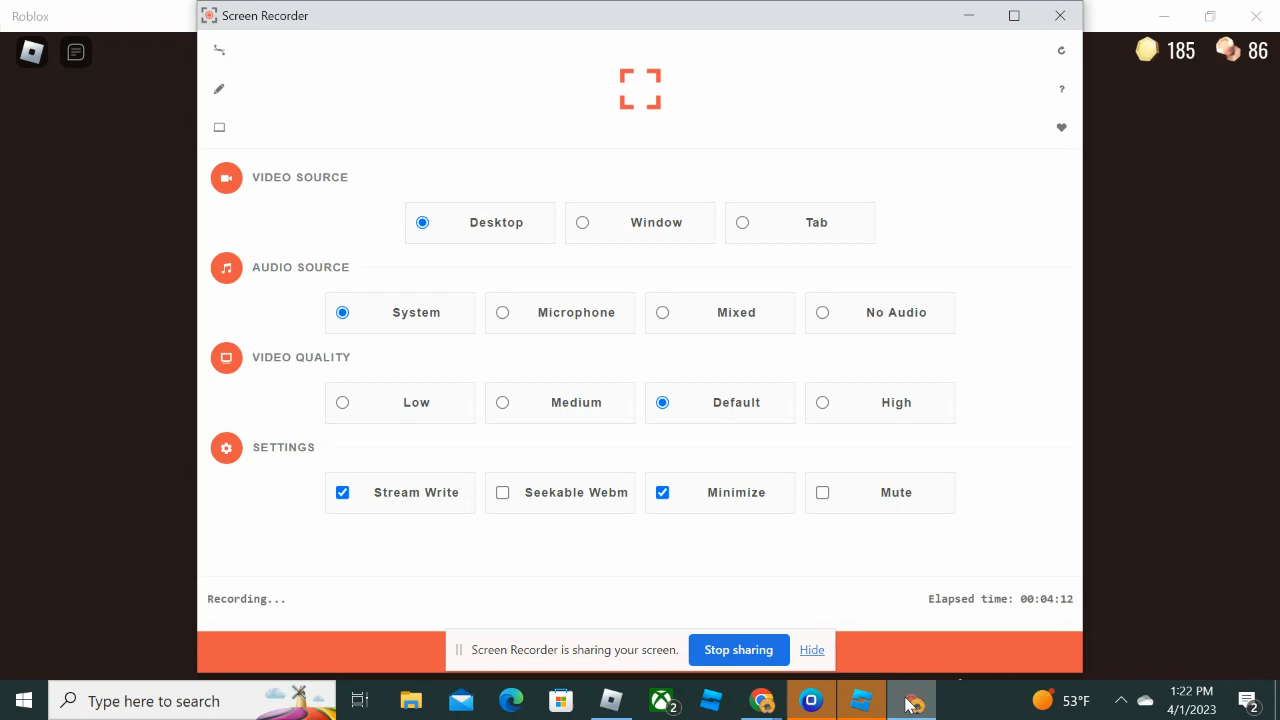 Roblox
Screen Recorder
185
86
?
VIDEO SOURCE
Desktop
Window
Tab
AUDIO SOURCE
System
Microphone
Mixed
No Audio
VIDEO QUALITY
Low
Medium
Default
High
SETTINGS
Stream Write
Seekable Webm
Minimize
Mute
Recording...
Elapsed time: 00:04:12
Screen Recorder is sharing your screen.
Stop sharing
Hide
Type here to search
2
53°F
1:22 PM
4/1/2023
2